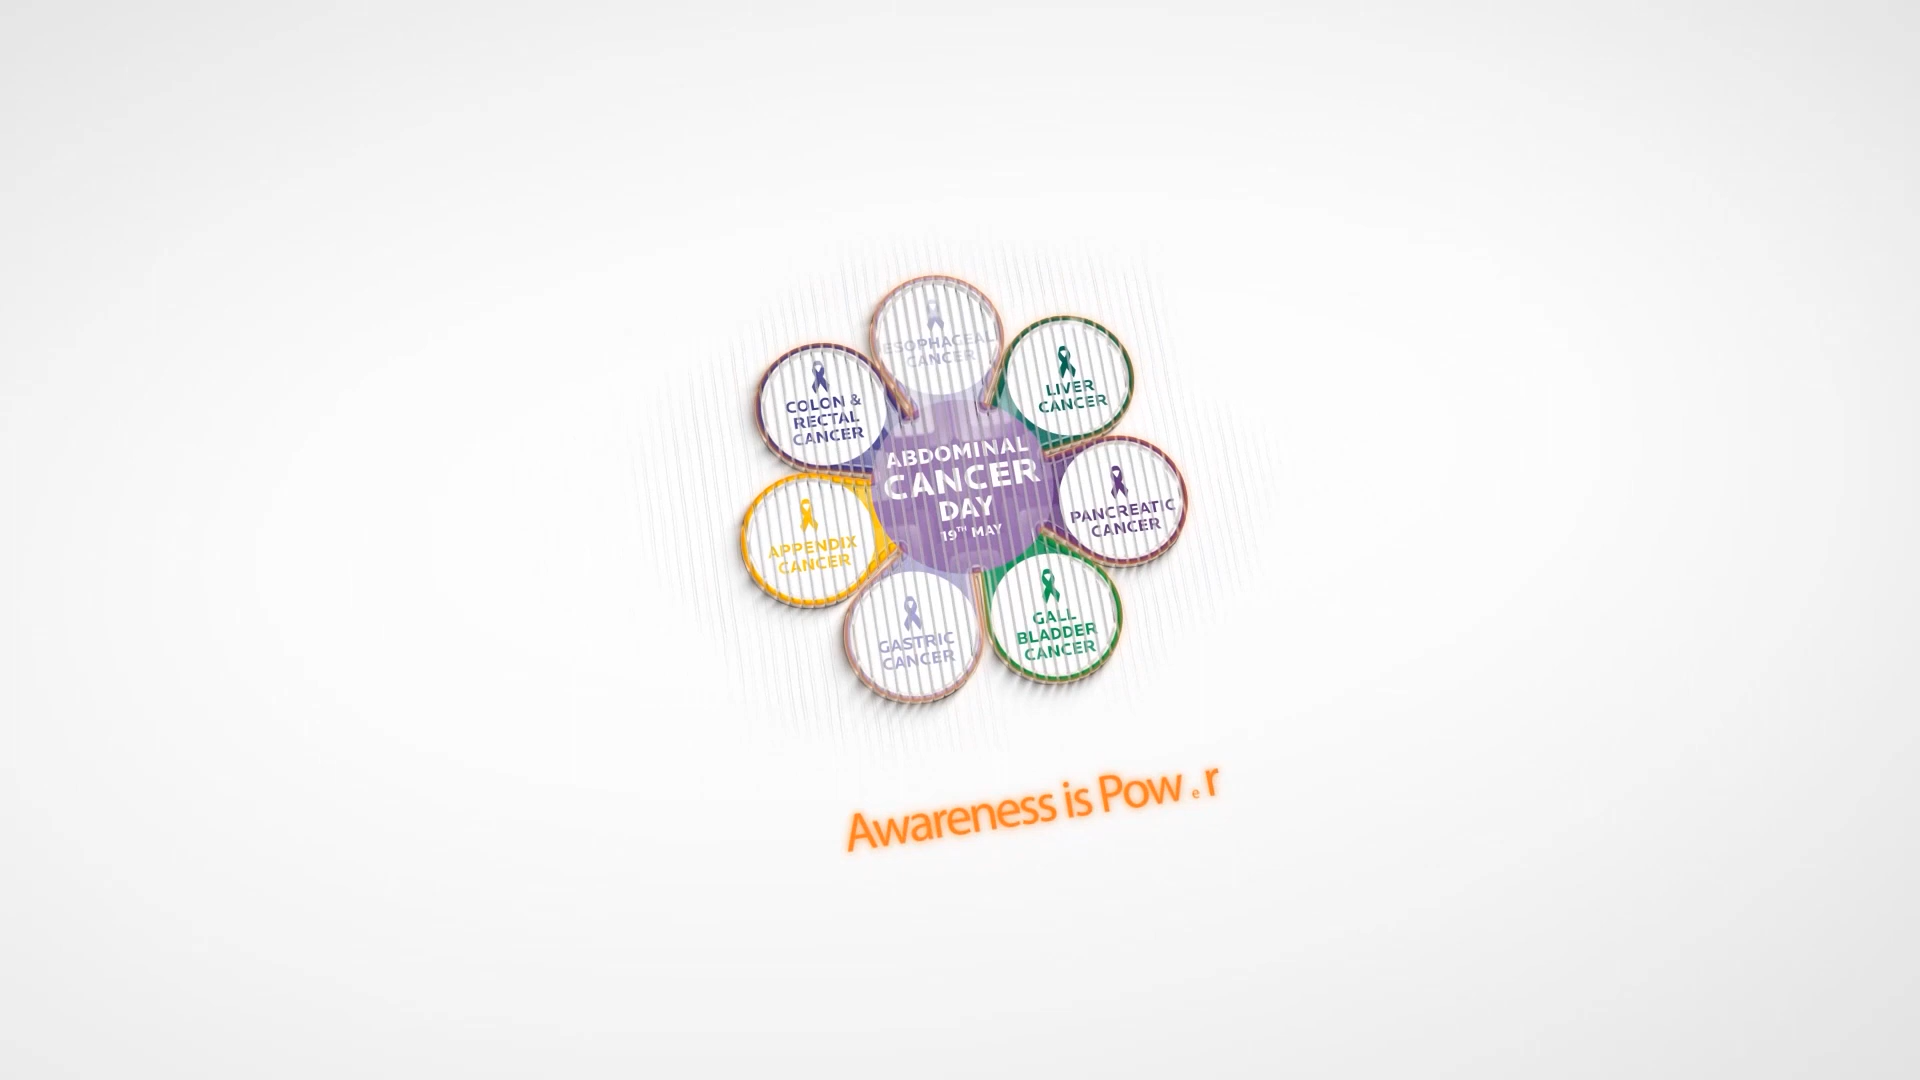 ESOPHAGEAL
CANCER
LIVER
CANCER
COLON &
RECTAL
CANCER
ABDOMINAL
CANCER
DAY
19TH MAY
PANCREATIC
CANCER
APPENDIX
CANCER
GALL
BLADDER
CANCER
GASTRIC
CANCER
Awareness is Power